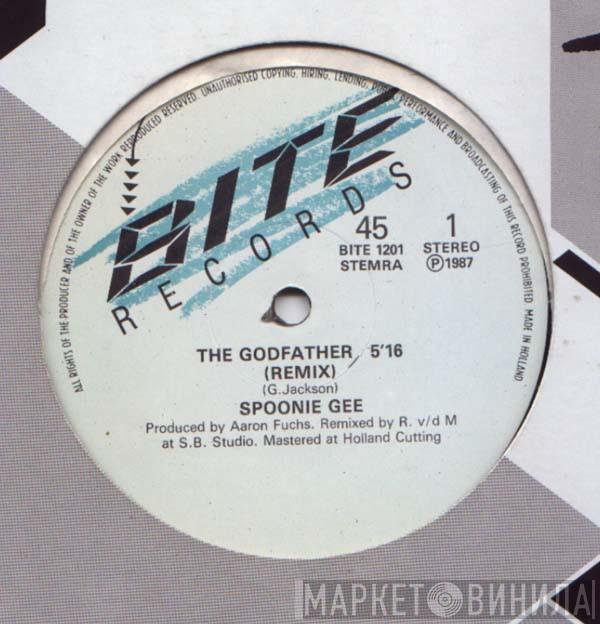 ALL RIGHTS OF THE PRODUCER AND OF THE OWNER OF THE WORK REPRODUCED RESERVED. UNAUTHORISED COPYING, HIRING, LENDING, PUBLIC PERFORMANCE AND BROADCASTING OF THIS RECORD PROHIBITED MADE IN HOLLAND
BITE
RECORDS
45
BITE 1201
STEMRA
1
STEREO
Ⓟ1987
THE GODFATHER 5'16
(REMIX)
(G.Jackson)
SPOONIE GEE
Produced by Aaron Fuchs. Remixed by R. v/d M
at S.B. Studio. Mastered at Holland Cutting
МАРКЕТ ВИНИЛА